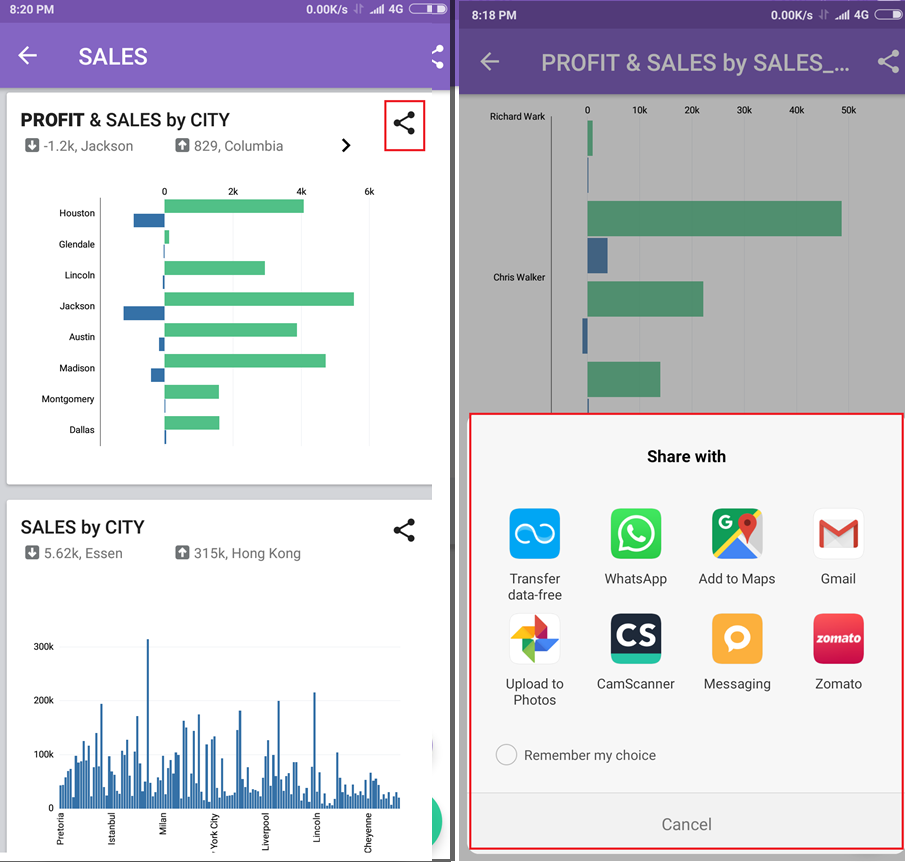 8:20 PM
0.00K/s
4G
SALES
PROFIT & SALES by CITY
-1.2k, Jackson
829, Columbia
0 2k 4k 6k
Houston
Glendale
Lincoln
Jackson
Austin
Madison
Montgomery
Dallas
SALES by CITY
5.62k, Essen
315k, Hong Kong
300k
200k
100k
0
Pretoria
Istanbul
Milan
York City
Liverpool
Lincoln
Cheyenne
8:18 PM
0.00K/s
4G
PROFIT & SALES by SALES_...
0 10k 20k 30k 40k 50k
Richard Wark
Chris Walker
Share with
Transfer
data-free
WhatsApp
G
Add to Maps
Gmail
Upload to
Photos
CS
CamScanner
Messaging
zomato
Zomato
Remember my choice
Cancel